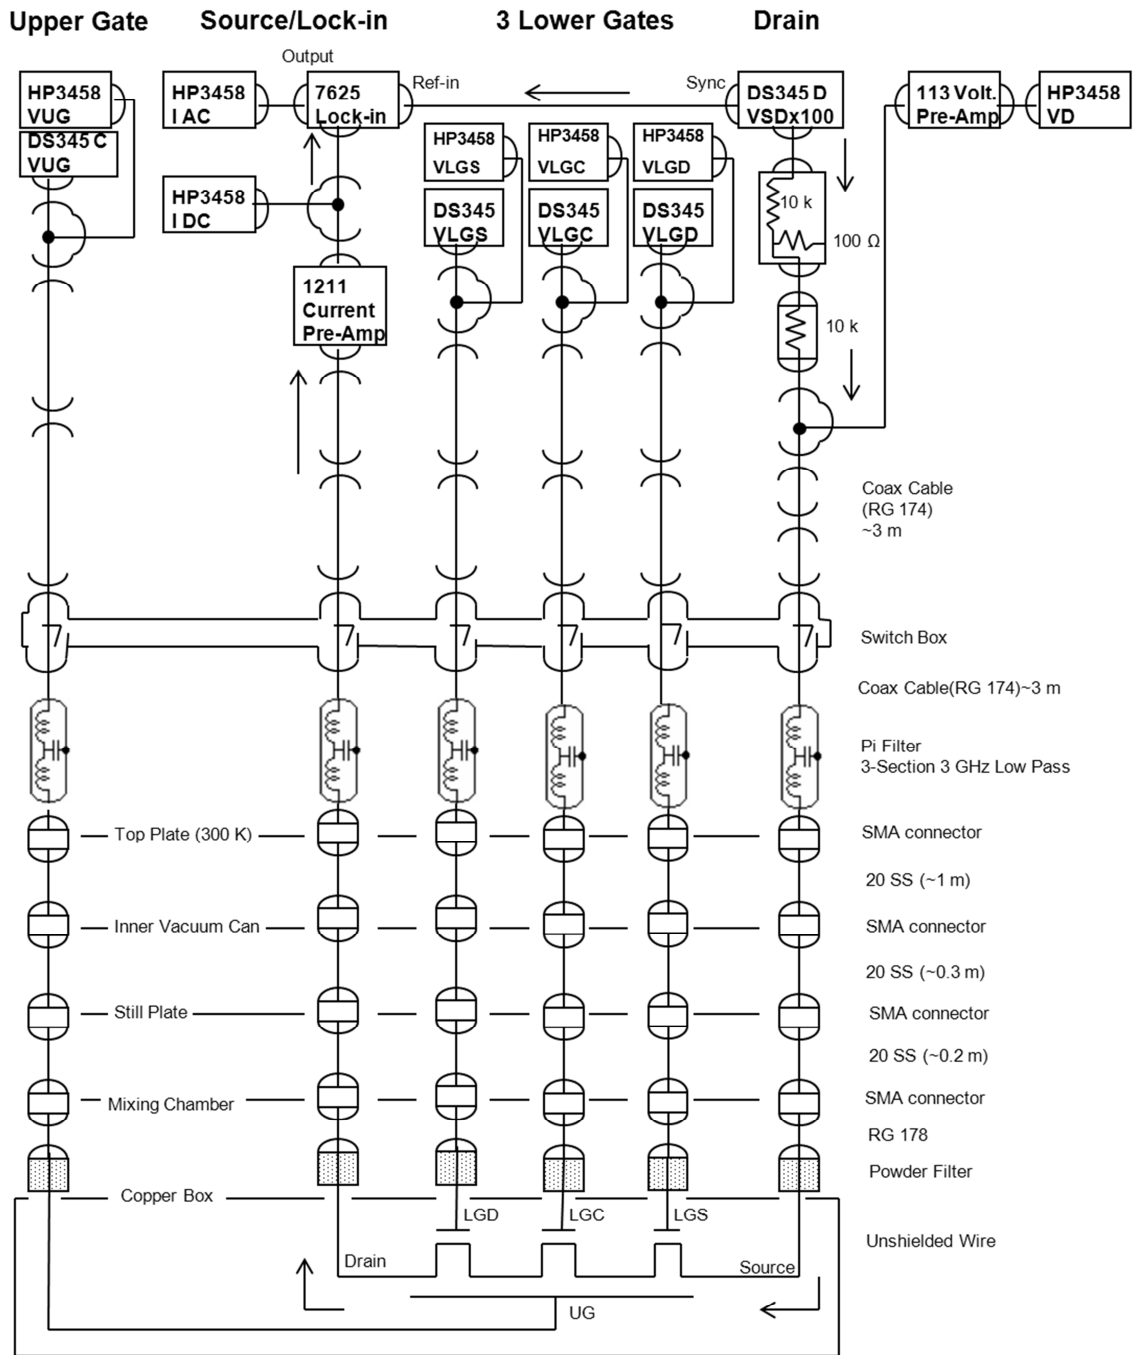 Upper Gate
Source/Lock-in
3 Lower Gates
Drain
Output
Ref-in
Sync
HP3458
VUG
HP3458
I AC
7625
Lock-in
DS345 D
VSDx100
113 Volt.
Pre-Amp
HP3458
VD
DS345 C
VUG
HP3458
VLGS
HP3458
VLGC
HP3458
VLGD
HP3458
I DC
DS345
VLGS
DS345
VLGC
DS345
VLGD
10 k
100 Ω
1211
Current
Pre-Amp
10 k
Coax Cable
(RG 174)
~3 m
Switch Box
Coax Cable(RG 174)~3 m
Pi Filter
3-Section 3 GHz Low Pass
Top Plate (300 K)
SMA connector
20 SS (~1 m)
Inner Vacuum Can
SMA connector
20 SS (~0.3 m)
Still Plate
SMA connector
20 SS (~0.2 m)
Mixing Chamber
SMA connector
RG 178
Powder Filter
Copper Box
LGD
LGC
LGS
Unshielded Wire
Drain
Source
UG